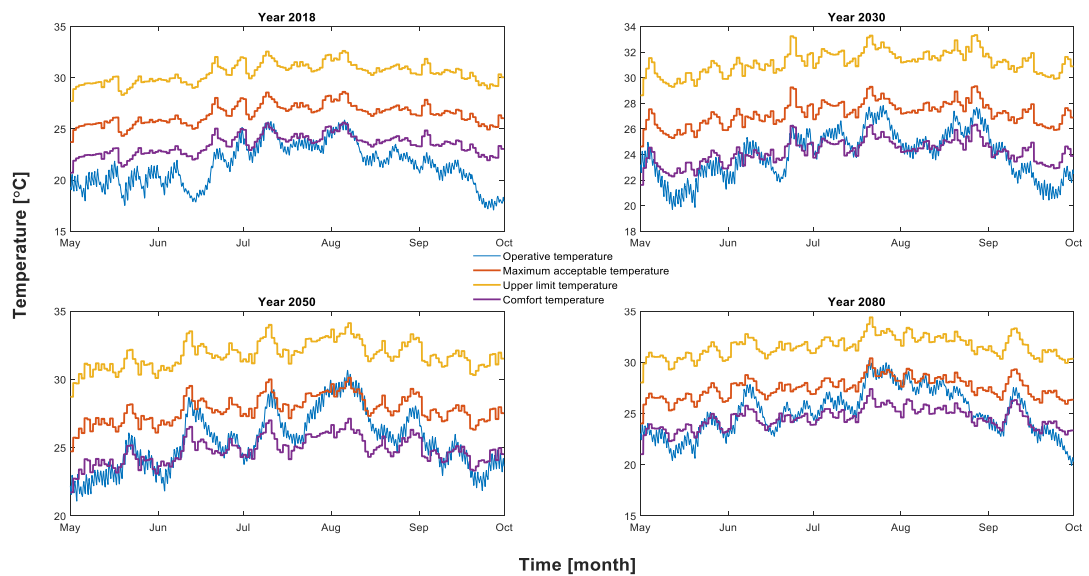 Year 2018
35
30
25
20
15
May Jun Jul Aug Sep Oct
Year 2030
34
32
30
28
26
24
22
20
18
May Jun Jul Aug Sep Oct
Temperature [°C]
Operative temperature
Maximum acceptable temperature
Upper limit temperature
Comfort temperature
Year 2050
35
30
25
20
May Jun Jul Aug Sep Oct
Year 2080
35
30
25
20
15
May Jun Jul Aug Sep Oct
Time [month]